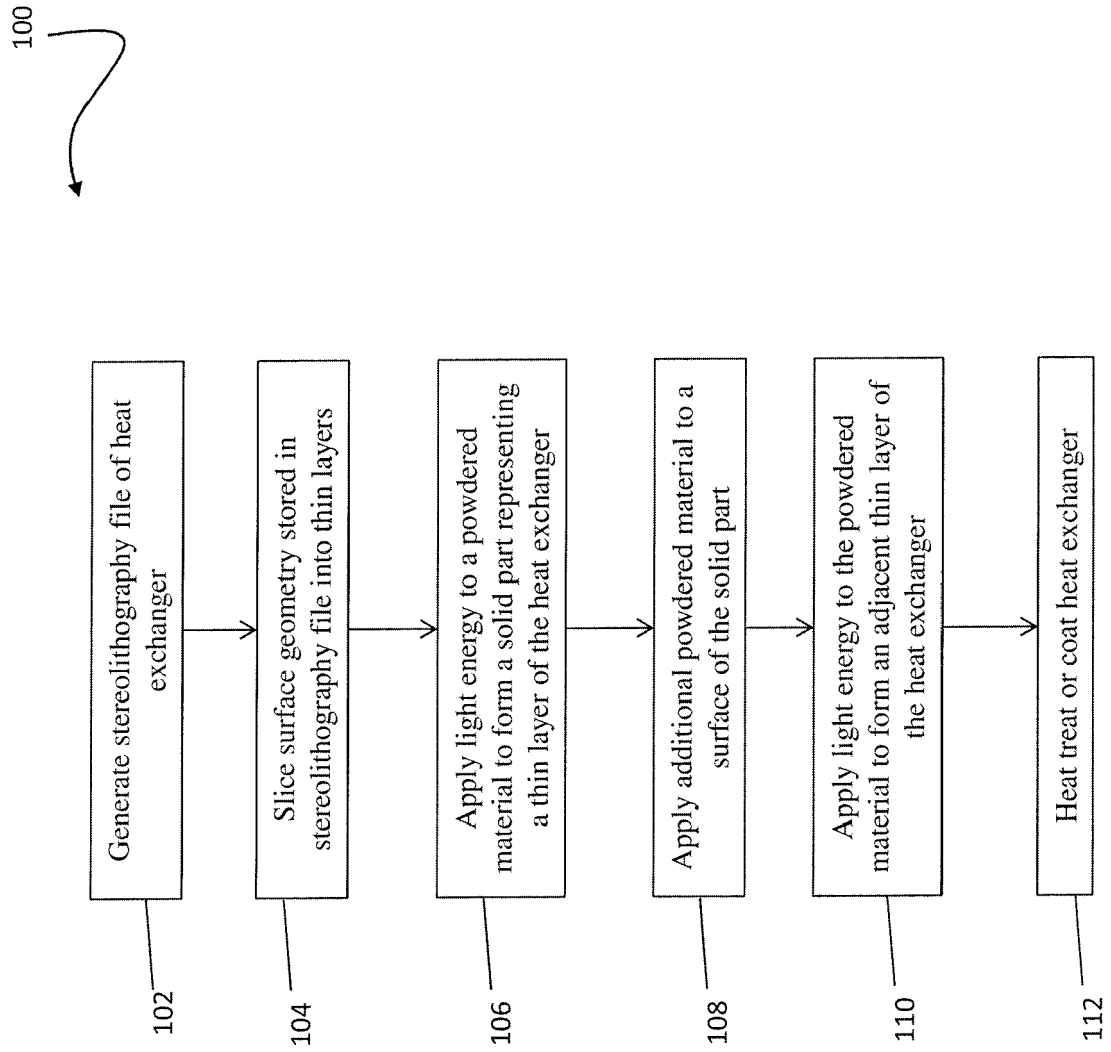 100
102
Generate stereolithography file of heat
exchanger
104
Slice surface geometry stored in
stereolithography file into thin layers
106
Apply light energy to a powdered
material to form a solid part representing
a thin layer of the heat exchanger
108
Apply additional powdered material to a
surface of the solid part
110
Apply light energy to the powdered
material to form an adjacent thin layer of
the heat exchanger
112
Heat treat or coat heat exchanger